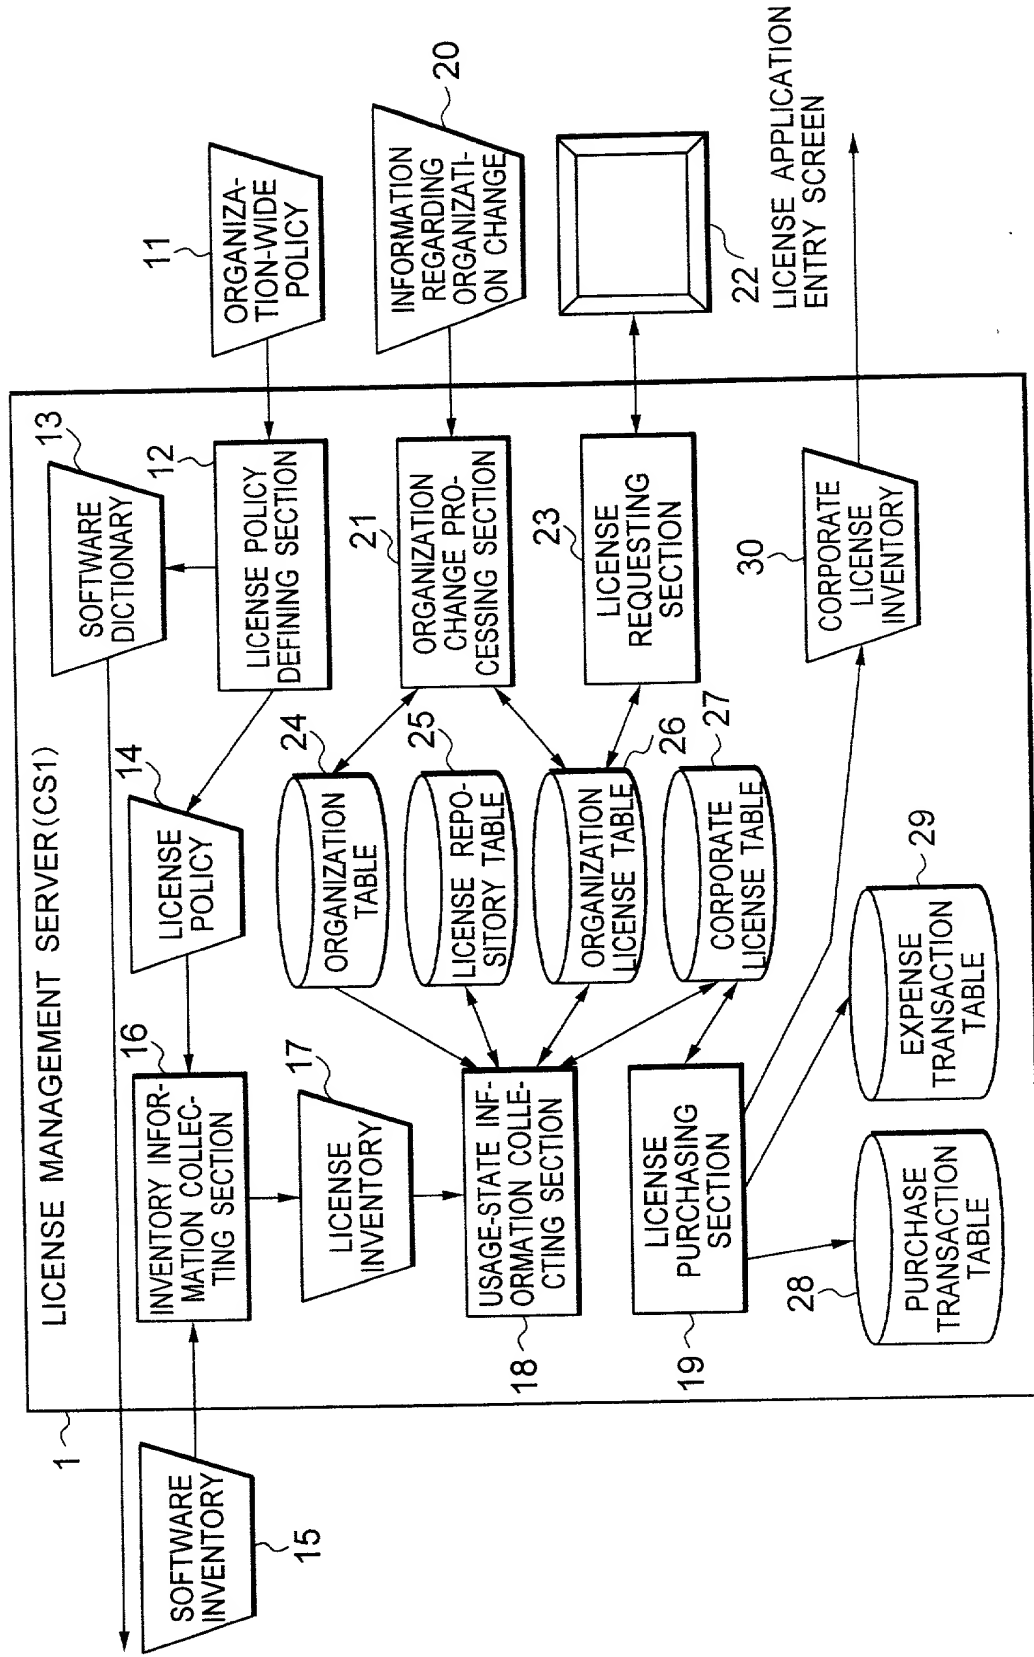 LICENSE MANAGEMENT SERVER(CS1)
1
SOFTWARE
INVENTORY
15
INVENTORY INFOR-
MATION COLLEC-
TING SECTION
16
LICENSE
POLICY
14
SOFTWARE
DICTIONARY
13
LICENSE POLICY
DEFINING SECTION
12
ORGANIZA-
TION-WIDE
POLICY
11
LICENSE
INVENTORY
17
ORGANIZATION
TABLE
24
ORGANIZATION
CHANGE PRO-
CESSING SECTION
21
INFORMATION
REGARDING
ORGANIZATI-
ON CHANGE
20
USAGE-STATE INF-
ORMATION COLLE-
CTING SECTION
18
LICENSE REPO-
SITORY TABLE
25
ORGANIZATION
LICENSE TABLE
26
LICENSE
REQUESTING
SECTION
23
22
LICENSE APPLICATION
ENTRY SCREEN
LICENSE
PURCHASING
SECTION
19
CORPORATE
LICENSE TABLE
27
CORPORATE
LICENSE
INVENTORY
30
PURCHASE
TRANSACTION
TABLE
28
EXPENSE
TRANSACTION
TABLE
29